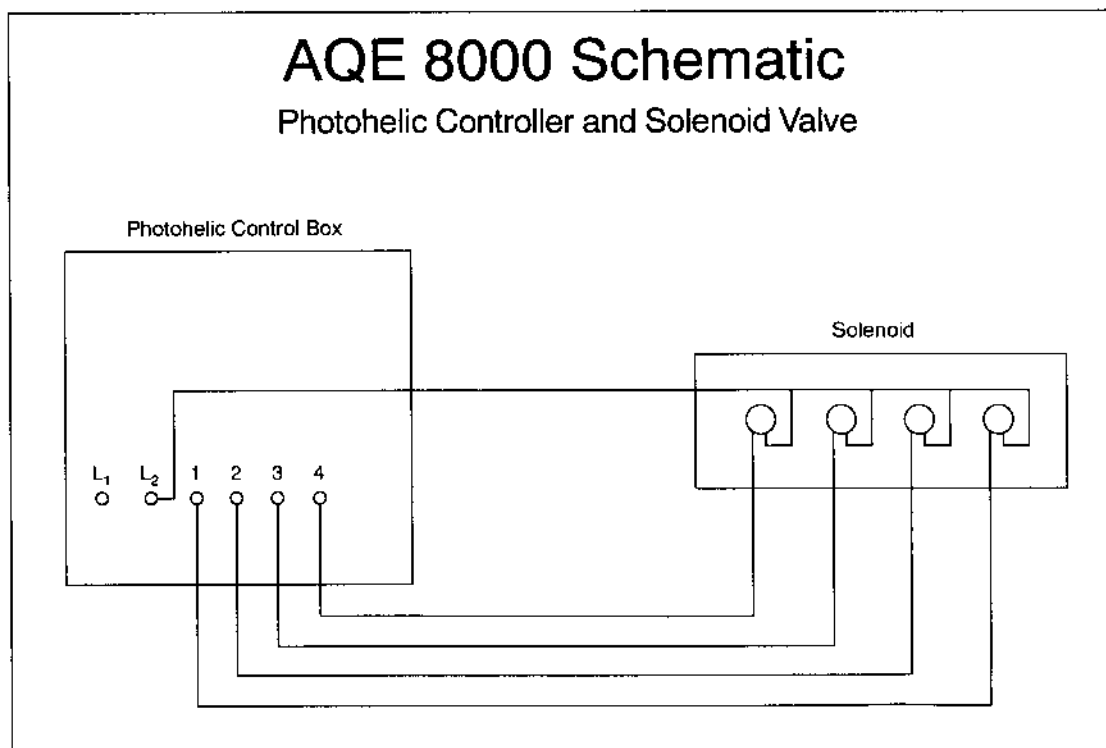 AQE 8000 Schematic
Photohelic Controller and Solenoid Valve
Photohelic Control Box
Solenoid
L₁ L₂ 1 2 3 4